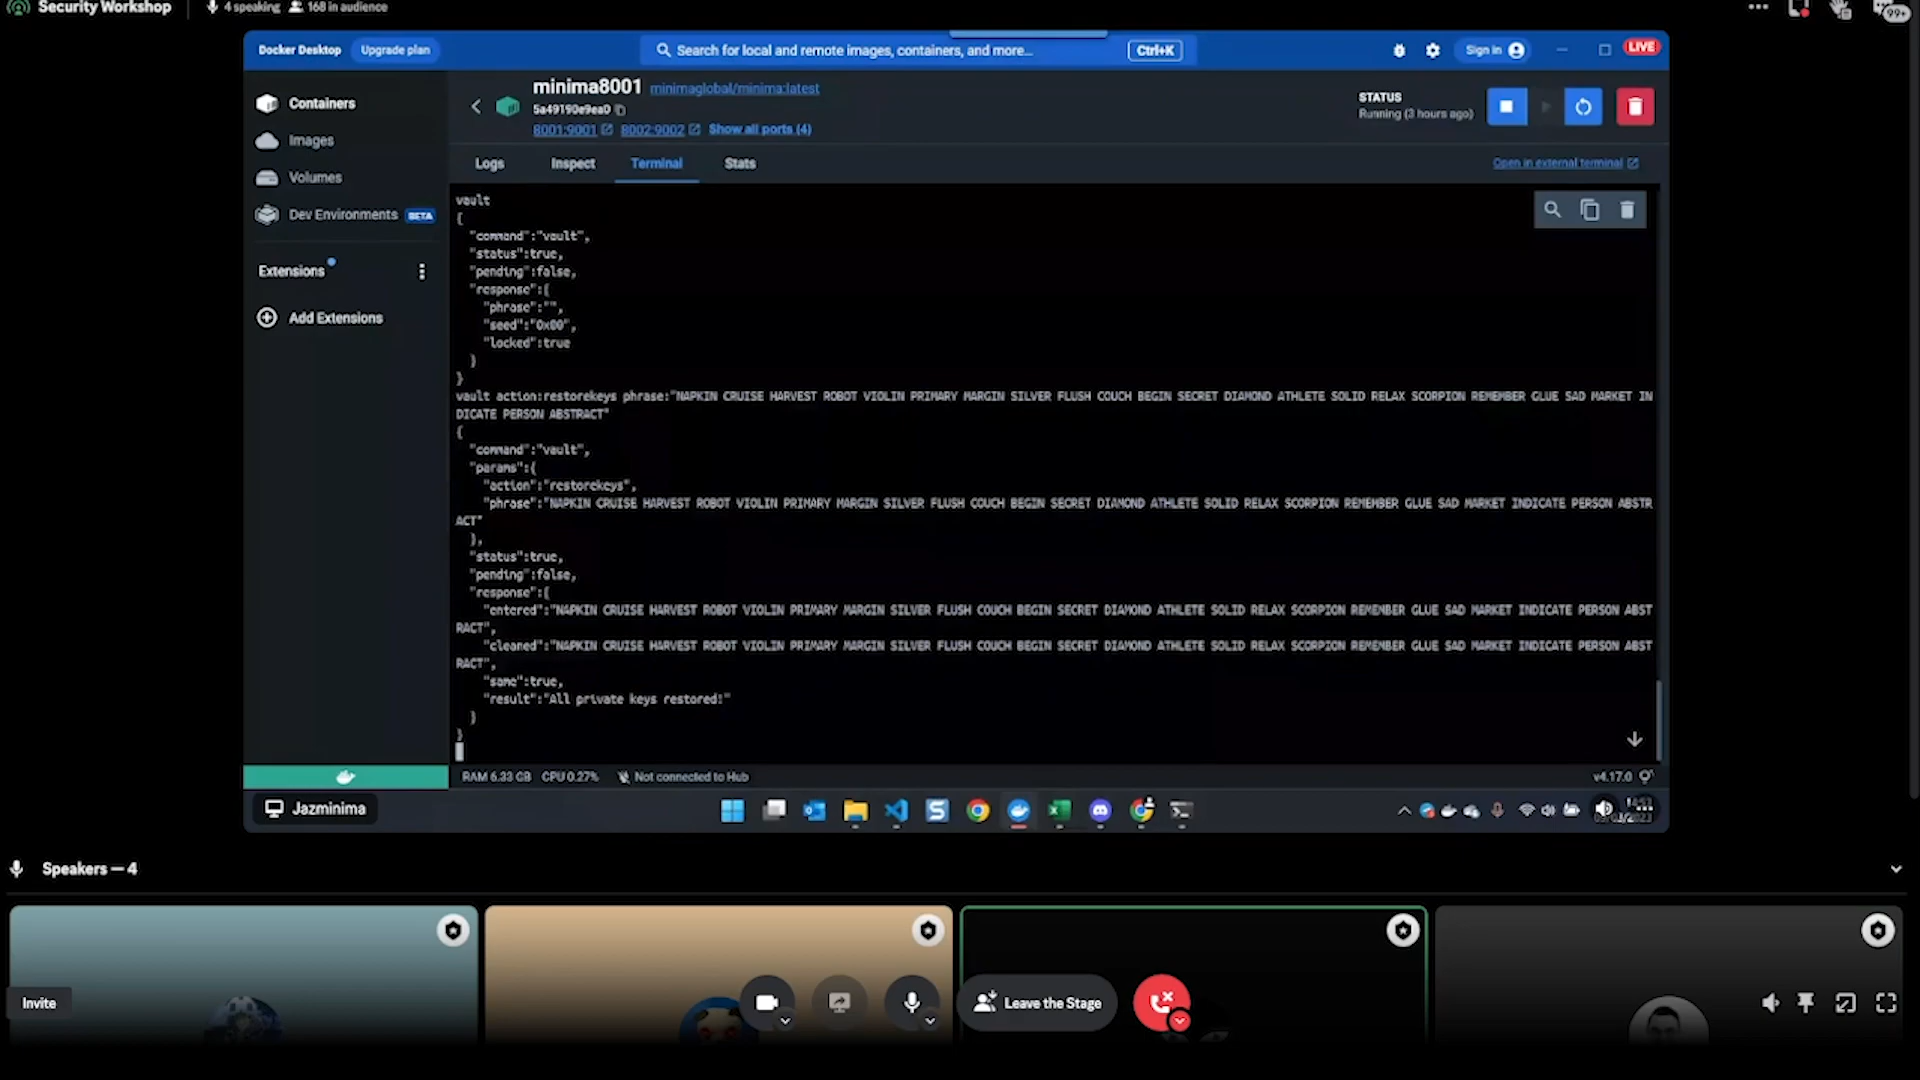 Security Workshop
4 speaking
168 in audience
99+
Docker Desktop
Upgrade plan
Search for local and remote images, containers, and more...
Ctrl+K
Sign in
LIVE
Containers
Images
Volumes
Dev Environments BETA
Extensions
Add Extensions
minima8001 minimaglobal/minima:latest
5a49190e9ea0
8001:9001 8002:9002 Show all ports (4)
STATUS
Running (3 hours ago)
Logs Inspect Terminal Stats
Open in external terminal
vault
{
"command":"vault",
"status":true,
"pending":false,
"response":{
"phrase":"",
"seed":"0x00",
"locked":true
}
}
vault action:restorekeys phrase:"NAPKIN CRUISE HARVEST ROBOT VIOLIN PRIMARY MARGIN SILVER FLUSH COUCH BEGIN SECRET DIAMOND ATHLETE SOLID RELAX SCORPION REMEMBER GLUE SAD MARKET IN
DICATE PERSON ABSTRACT"
{
"command":"vault",
"params":{
"action":"restorekeys",
"phrase":"NAPKIN CRUISE HARVEST ROBOT VIOLIN PRIMARY MARGIN SILVER FLUSH COUCH BEGIN SECRET DIAMOND ATHLETE SOLID RELAX SCORPION REMEMBER GLUE SAD MARKET INDICATE PERSON ABSTR
ACT"
},
"status":true,
"pending":false,
"response":{
"entered":"NAPKIN CRUISE HARVEST ROBOT VIOLIN PRIMARY MARGIN SILVER FLUSH COUCH BEGIN SECRET DIAMOND ATHLETE SOLID RELAX SCORPION REMEMBER GLUE SAD MARKET INDICATE PERSON ABST
RACT",
"cleaned":"NAPKIN CRUISE HARVEST ROBOT VIOLIN PRIMARY MARGIN SILVER FLUSH COUCH BEGIN SECRET DIAMOND ATHLETE SOLID RELAX SCORPION REMEMBER GLUE SAD MARKET INDICATE PERSON ABST
RACT",
"same":true,
"result":"All private keys restored!"
}
}
RAM 6.33 GB CPU 0.27% Not connected to Hub
v4.17.0
Jazminima
Speakers — 4
Invite
Leave the Stage